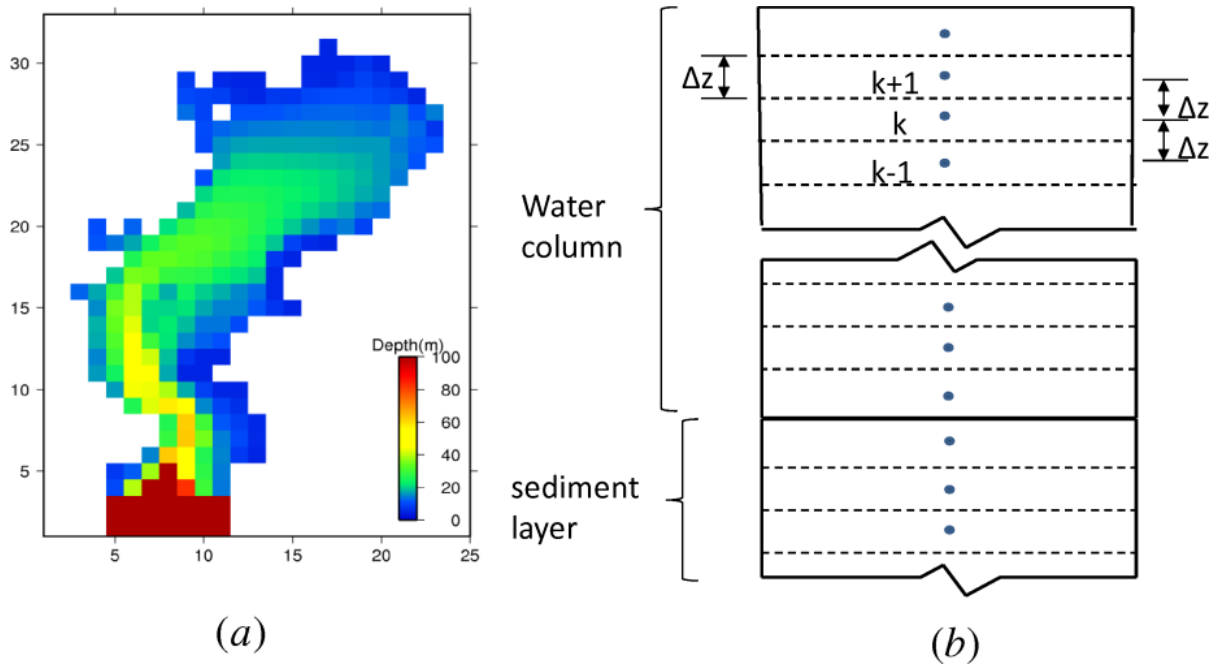 30
25
20
15
10
5
5 10 15 20 25
Depth(m)
100
80
60
40
20
0
(a)
Δz
k+1
k
k-1
Δz
Δz
Water
column
sediment
layer
(b)